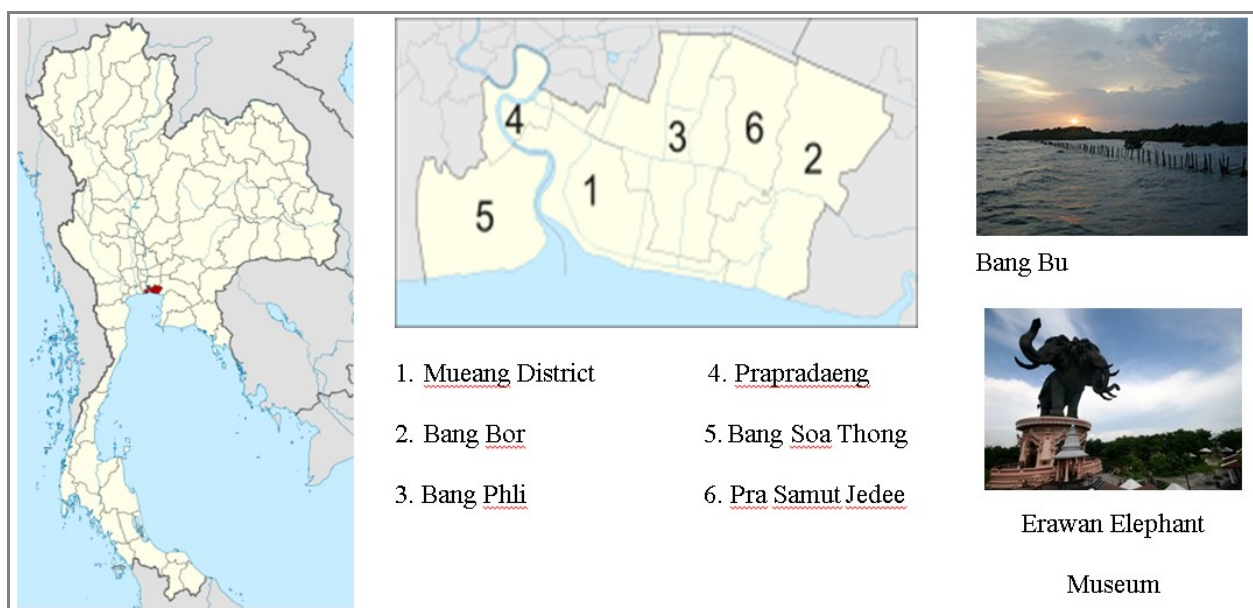 4
3
6
2
1
5
Bang Bu
1. Mueang District
4. Prapradaeng
2. Bang Bor
5. Bang Soa Thong
3. Bang Phli
6. Pra Samut Jedee
Erawan Elephant
Museum